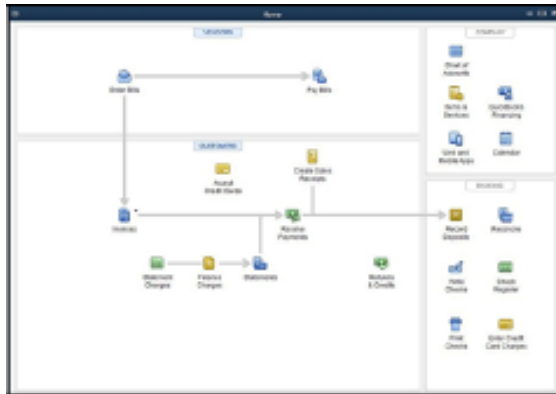 Home
VENDORS
Enter Bills
Pay Bills
CUSTOMERS
Accept
Credit Cards
Create Sales
Receipts
Invoices
Receive
Payments
Statement
Charges
Finance
Charges
Statements
Refunds
& Credits
COMPANY
Chart of
Accounts
Items &
Services
QuickBooks
Financing
Web and
Mobile Apps
Calendar
BANKING
Record
Deposits
Reconcile
Write
Checks
Check
Register
Print
Checks
Enter Credit
Card Charges